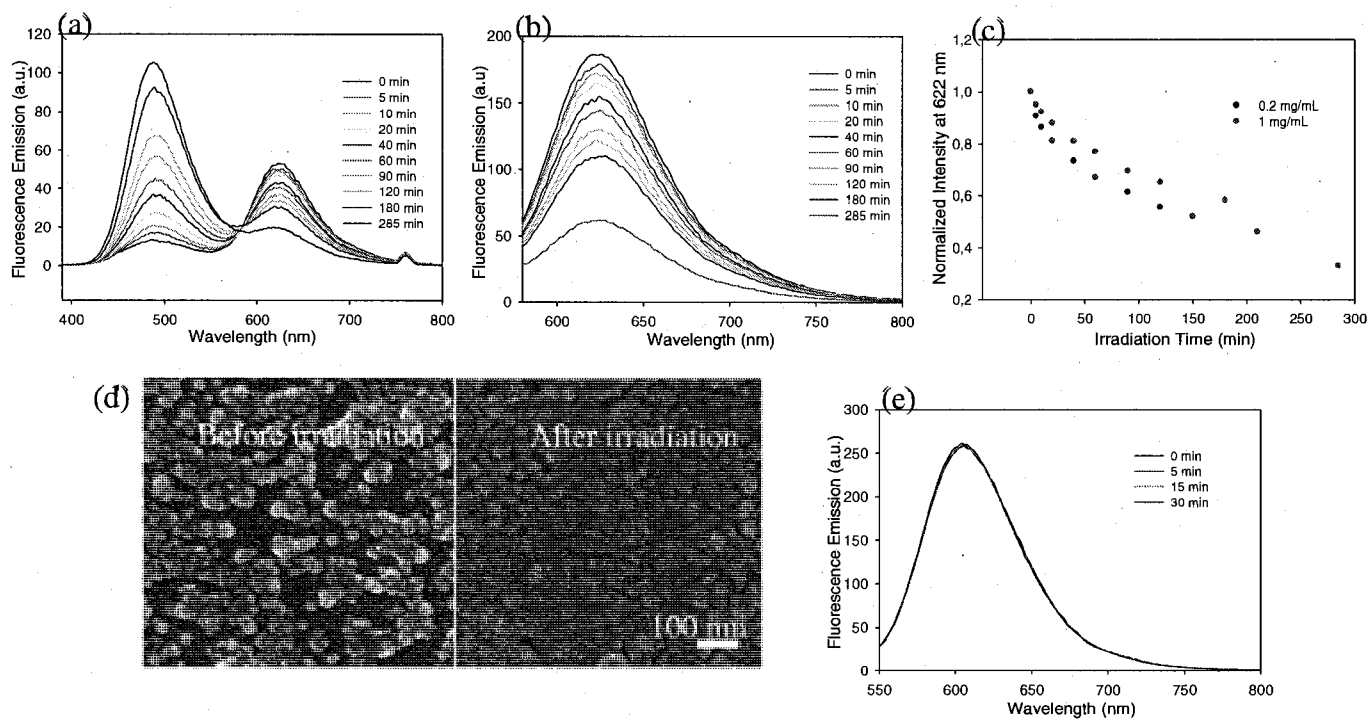 (a)
120
100
80
60
40
20
0
Fluorescence Emission (a.u.)
400 500 600 700 800
Wavelength (nm)
0 min
5 min
10 min
20 min
40 min
60 min
90 min
120 min
180 min
285 min
(b)
200
150
100
50
0
Fluorescence Emission (a.u)
600 650 700 750 800
Wavelength (nm)
0 min
5 min
10 min
20 min
40 min
60 min
90 min
120 min
180 min
285 min
(c)
1,2
1,0
0,8
0,6
0,4
0,2
Normalized Intensity at 622 nm
0 50 100 150 200 250 300
Irradiation Time (min)
0.2 mg/mL
1 mg/mL
(d)
Before irradiation
After irradiation
100 nm
(e)
300
250
200
150
100
50
0
Fluorescence Emission (a.u.)
550 600 650 700 750 800
Wavelength (nm)
0 min
5 min
15 min
30 min